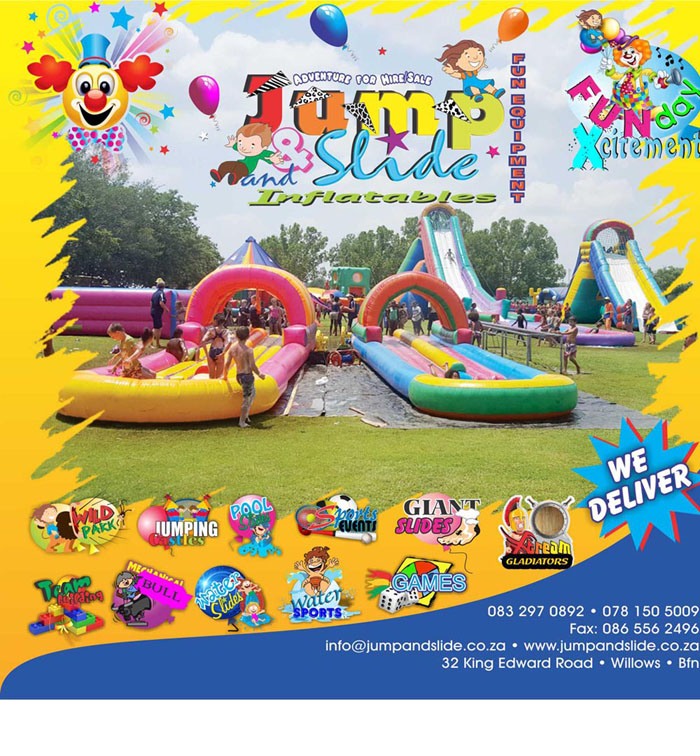 ADVENTURE FOR HIRE/SALE
Jump
& and Slide
Inflatables
FUN EQUIPMENT
FUNday
Xcitement
WE
DELIVER
WILD
PARK
JUMPING
Castles
POOL
Sports
EVENTS
GIANT
SLIDES
Xtream
GLADIATORS
Team
Building
MECHANICAL
BULL
Water
Slides
Water
SPORTS
GAMES
083 297 0892 • 078 150 5009
Fax: 086 556 2496
info@jumpandslide.co.za • www.jumpandslide.co.za
32 King Edward Road • Willows • Bfn